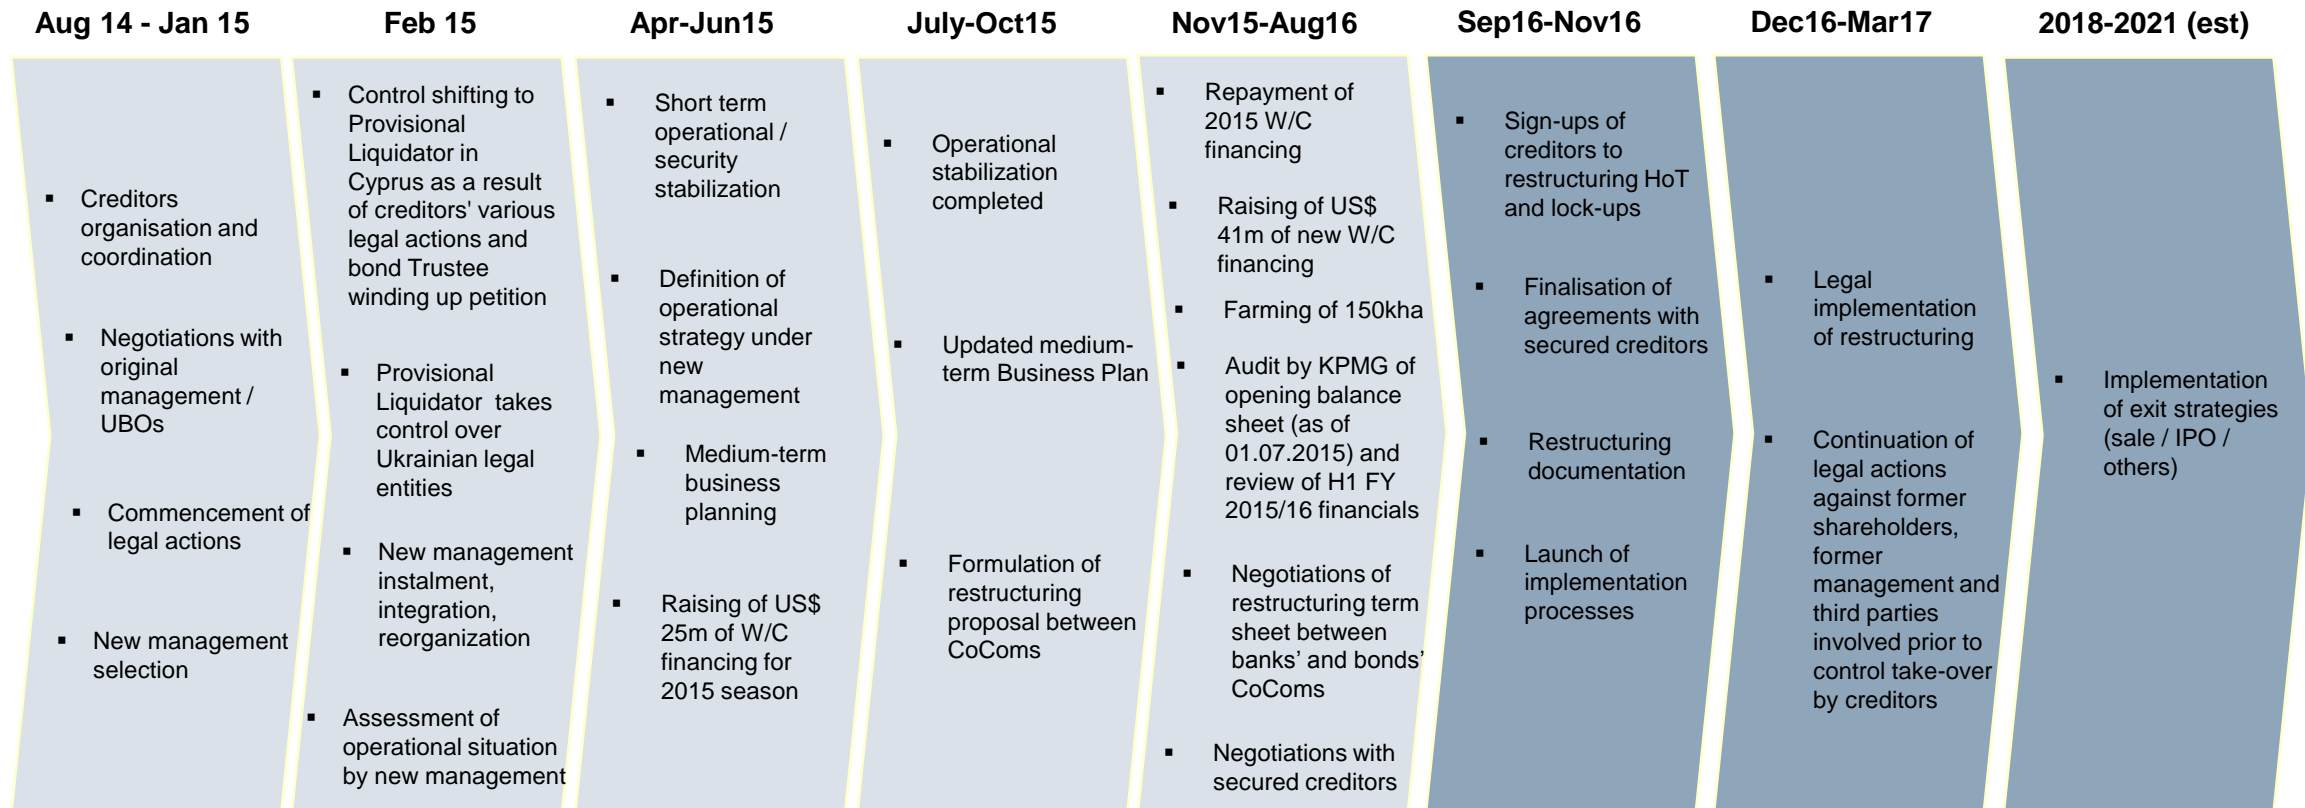 Aug 14 - Jan 15
Feb 15
Apr-Jun15
July-Oct15
Nov15-Aug16
Sep16-Nov16
Dec16-Mar17
2018-2021 (est)
▪ Creditors
organisation and
coordination
▪ Negotiations with
original
management /
UBOs
▪ Commencement of
legal actions
▪ New management
selection
▪ Control shifting to
Provisional
Liquidator in
Cyprus as a result
of creditors' various
legal actions and
bond Trustee
winding up petition
▪ Provisional
Liquidator takes
control over
Ukrainian legal
entities
▪ New management
instalment,
integration,
reorganization
▪ Assessment of
operational situation
by new management
▪ Short term
operational /
security
stabilization
▪ Definition of
operational
strategy under
new
management
▪ Medium-term
business
planning
▪ Raising of US$
25m of W/C
financing for
2015 season
▪ Operational
stabilization
completed
▪ Updated medium-
term Business Plan
▪ Formulation of
restructuring
proposal between
CoComs
▪ Repayment of
2015 W/C
financing
▪ Raising of US$
41m of new W/C
financing
▪ Farming of 150kha
▪ Audit by KPMG of
opening balance
sheet (as of
01.07.2015) and
review of H1 FY
2015/16 financials
▪ Negotiations of
restructuring term
sheet between
banks’ and bonds’
CoComs
▪ Negotiations with
secured creditors
▪ Sign-ups of
creditors to
restructuring HoT
and lock-ups
▪ Finalisation of
agreements with
secured creditors
▪ Restructuring
documentation
▪ Launch of
implementation
processes
▪ Legal
implementation
of restructuring
▪ Continuation of
legal actions
against former
shareholders,
former
management and
third parties
involved prior to
control take-over
by creditors
▪ Implementation
of exit strategies
(sale / IPO /
others)